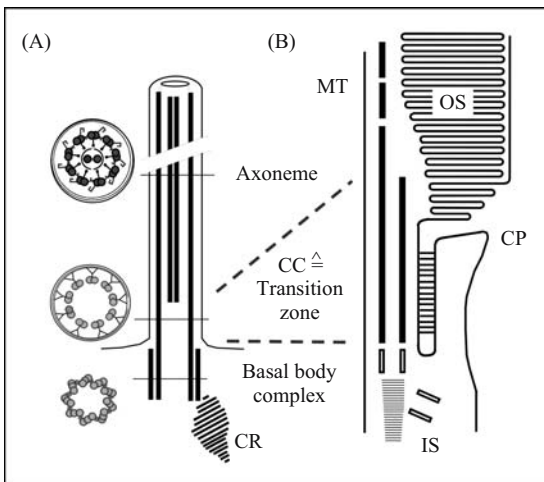 (A)
(B)
MT
OS
Axoneme
CP
CC ≙
Transition
zone
Basal body
complex
CR
IS